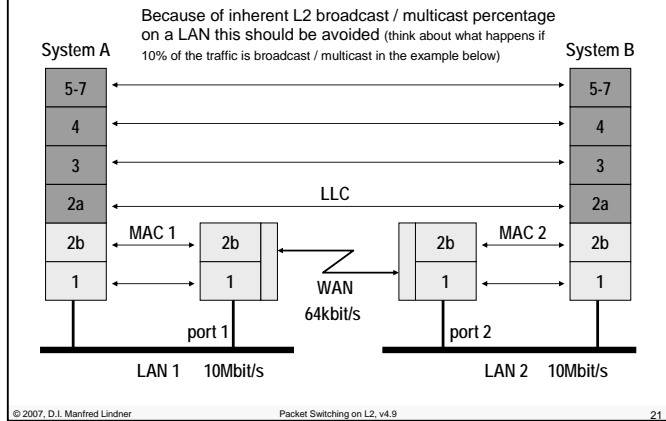 Because of inherent L2 broadcast / multicast percentage
on a LAN this should be avoided (think about what happens if
10% of the traffic is broadcast / multicast in the example below)
System A
System B
5-7
5-7
4
4
3
3
LLC
2a
2a
2b
MAC 1
2b
2b
MAC 2
2b
1
1
WAN
1
1
64kbit/s
port 1
port 2
LAN 1 10Mbit/s
LAN 2 10Mbit/s
© 2007, D.I. Manfred Lindner
Packet Switching on L2, v4.9
21